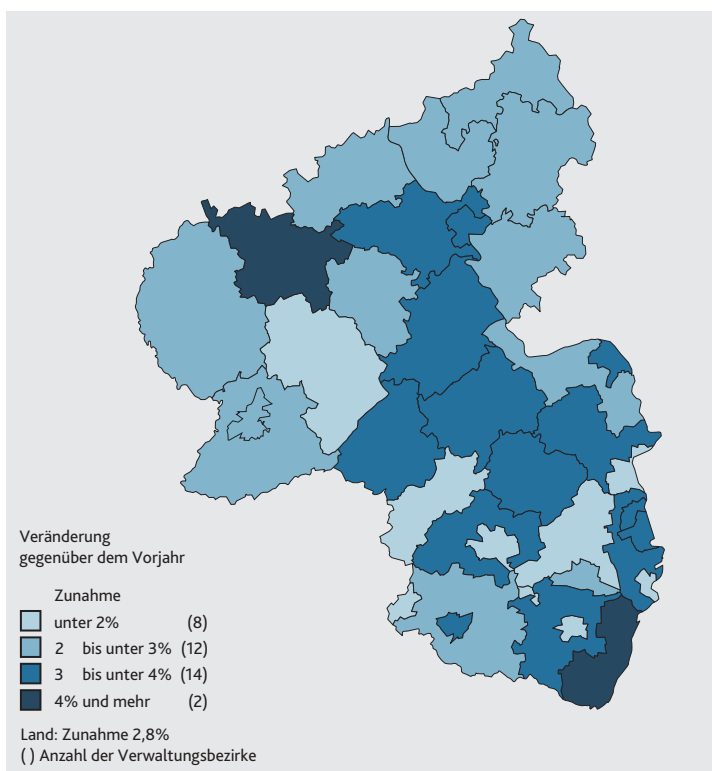 Veränderung
gegenüber dem Vorjahr
Zunahme
unter 2% (8)
2 bis unter 3% (12)
3 bis unter 4% (14)
4% und mehr (2)
Land: Zunahme 2,8%
( ) Anzahl der Verwaltungsbezirke